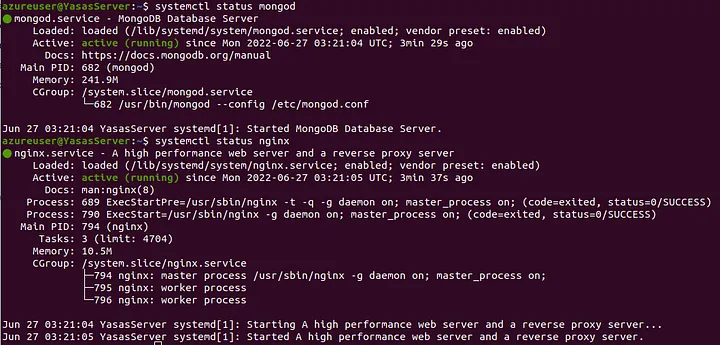 azureuser@YasasServer:~$ systemctl status mongod
● mongod.service - MongoDB Database Server
Loaded: loaded (/lib/systemd/system/mongod.service; enabled; vendor preset: enabled)
Active: active (running) since Mon 2022-06-27 03:21:04 UTC; 3min 29s ago
Docs: https://docs.mongodb.org/manual
Main PID: 682 (mongod)
Memory: 241.9M
CGroup: /system.slice/mongod.service
└─682 /usr/bin/mongod --config /etc/mongod.conf

Jun 27 03:21:04 YasasServer systemd[1]: Started MongoDB Database Server.
azureuser@YasasServer:~$ systemctl status nginx
● nginx.service - A high performance web server and a reverse proxy server
Loaded: loaded (/lib/systemd/system/nginx.service; enabled; vendor preset: enabled)
Active: active (running) since Mon 2022-06-27 03:21:05 UTC; 3min 37s ago
Docs: man:nginx(8)
Process: 689 ExecStartPre=/usr/sbin/nginx -t -q -g daemon on; master_process on; (code=exited, status=0/SUCCESS)
Process: 790 ExecStart=/usr/sbin/nginx -g daemon on; master_process on; (code=exited, status=0/SUCCESS)
Main PID: 794 (nginx)
Tasks: 3 (limit: 4704)
Memory: 10.5M
CGroup: /system.slice/nginx.service
├─794 nginx: master process /usr/sbin/nginx -g daemon on; master_process on;
├─795 nginx: worker process
└─796 nginx: worker process

Jun 27 03:21:04 YasasServer systemd[1]: Starting A high performance web server and a reverse proxy server...
Jun 27 03:21:05 YasasServer systemd[1]: Started A high performance web server and a reverse proxy server.